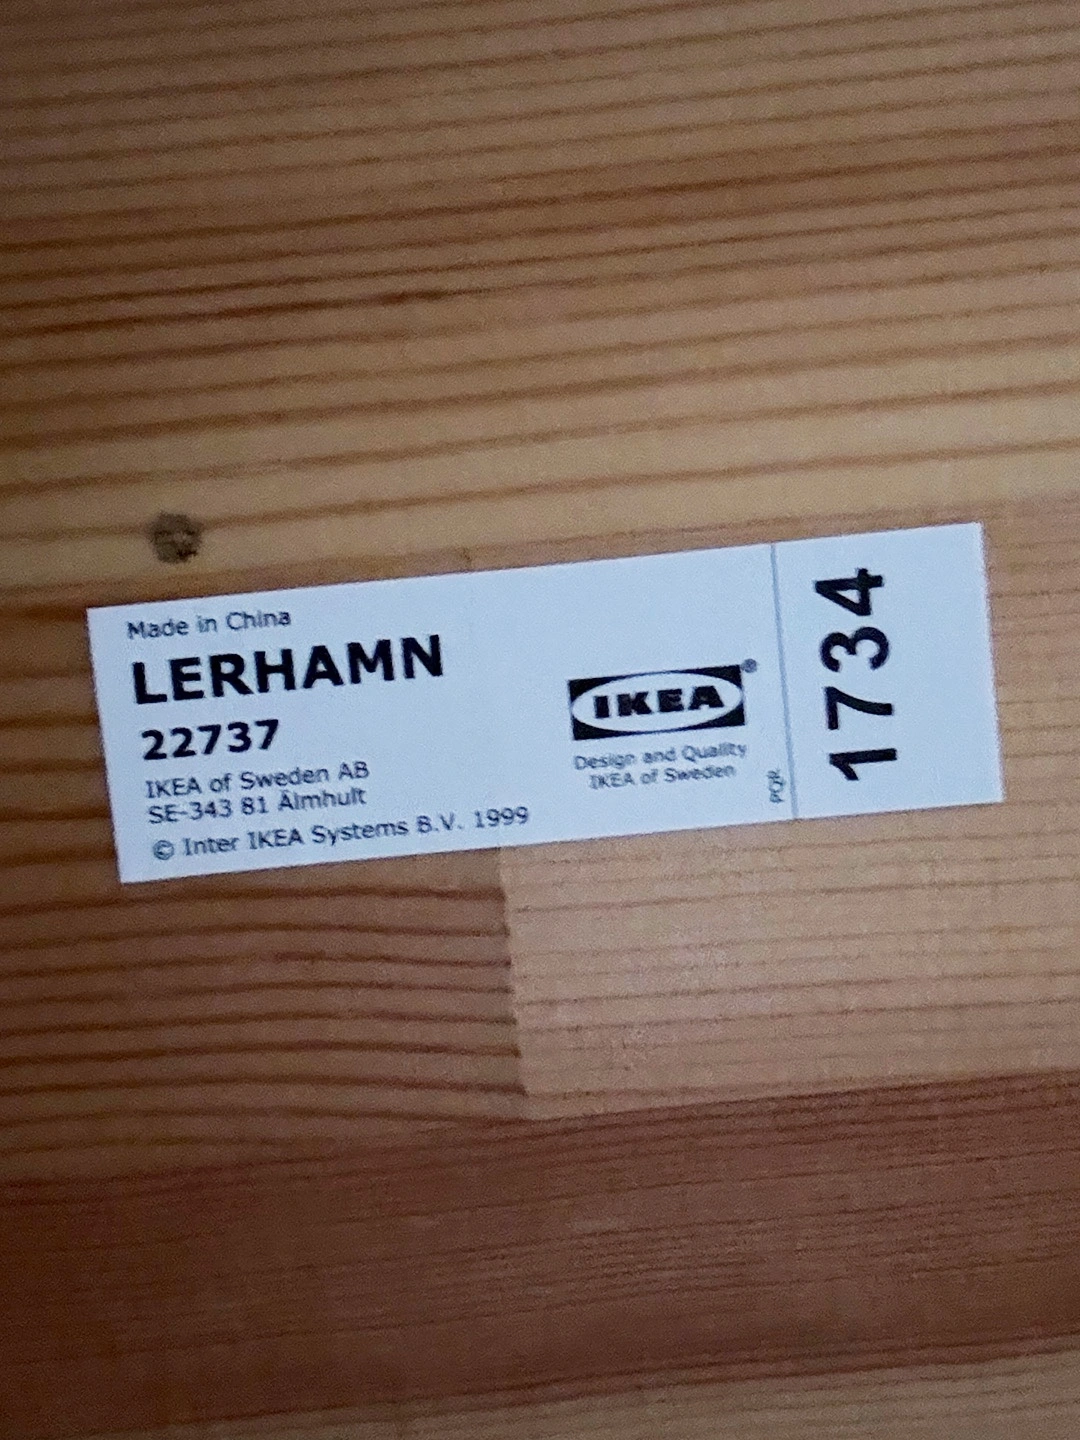 Made in China
LERHAMN
22737
IKEA of Sweden AB
SE-343 81 Älmhult
© Inter IKEA Systems B.V. 1999
IKEA®
Design and Quality
IKEA of Sweden
PQR
1734